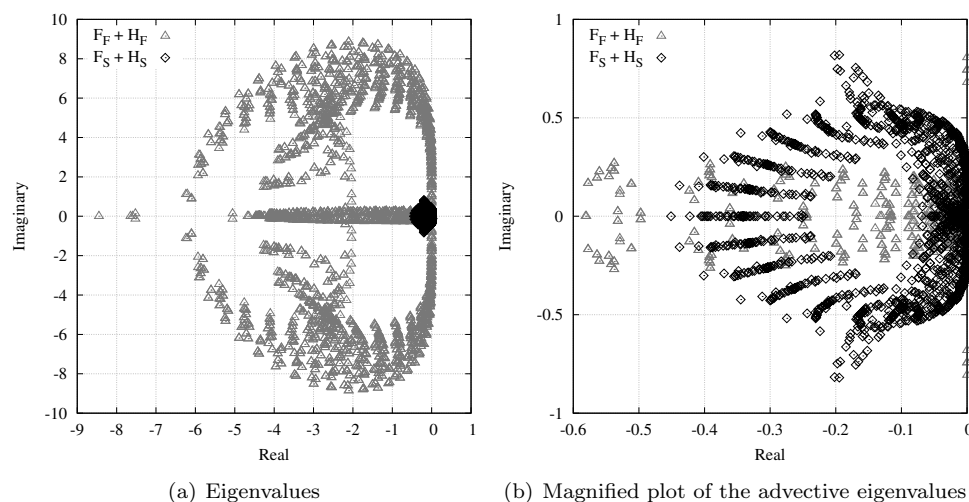 F_F + H_F
F_S + H_S
10
8
6
4
2
0
-2
-4
-6
-8
-10
Imaginary
-9 -8 -7 -6 -5 -4 -3 -2 -1 0 1
Real
(a) Eigenvalues
F_F + H_F
F_S + H_S
1
0.5
0
-0.5
-1
Imaginary
-0.6 -0.5 -0.4 -0.3 -0.2 -0.1 0
Real
(b) Magnified plot of the advective eigenvalues